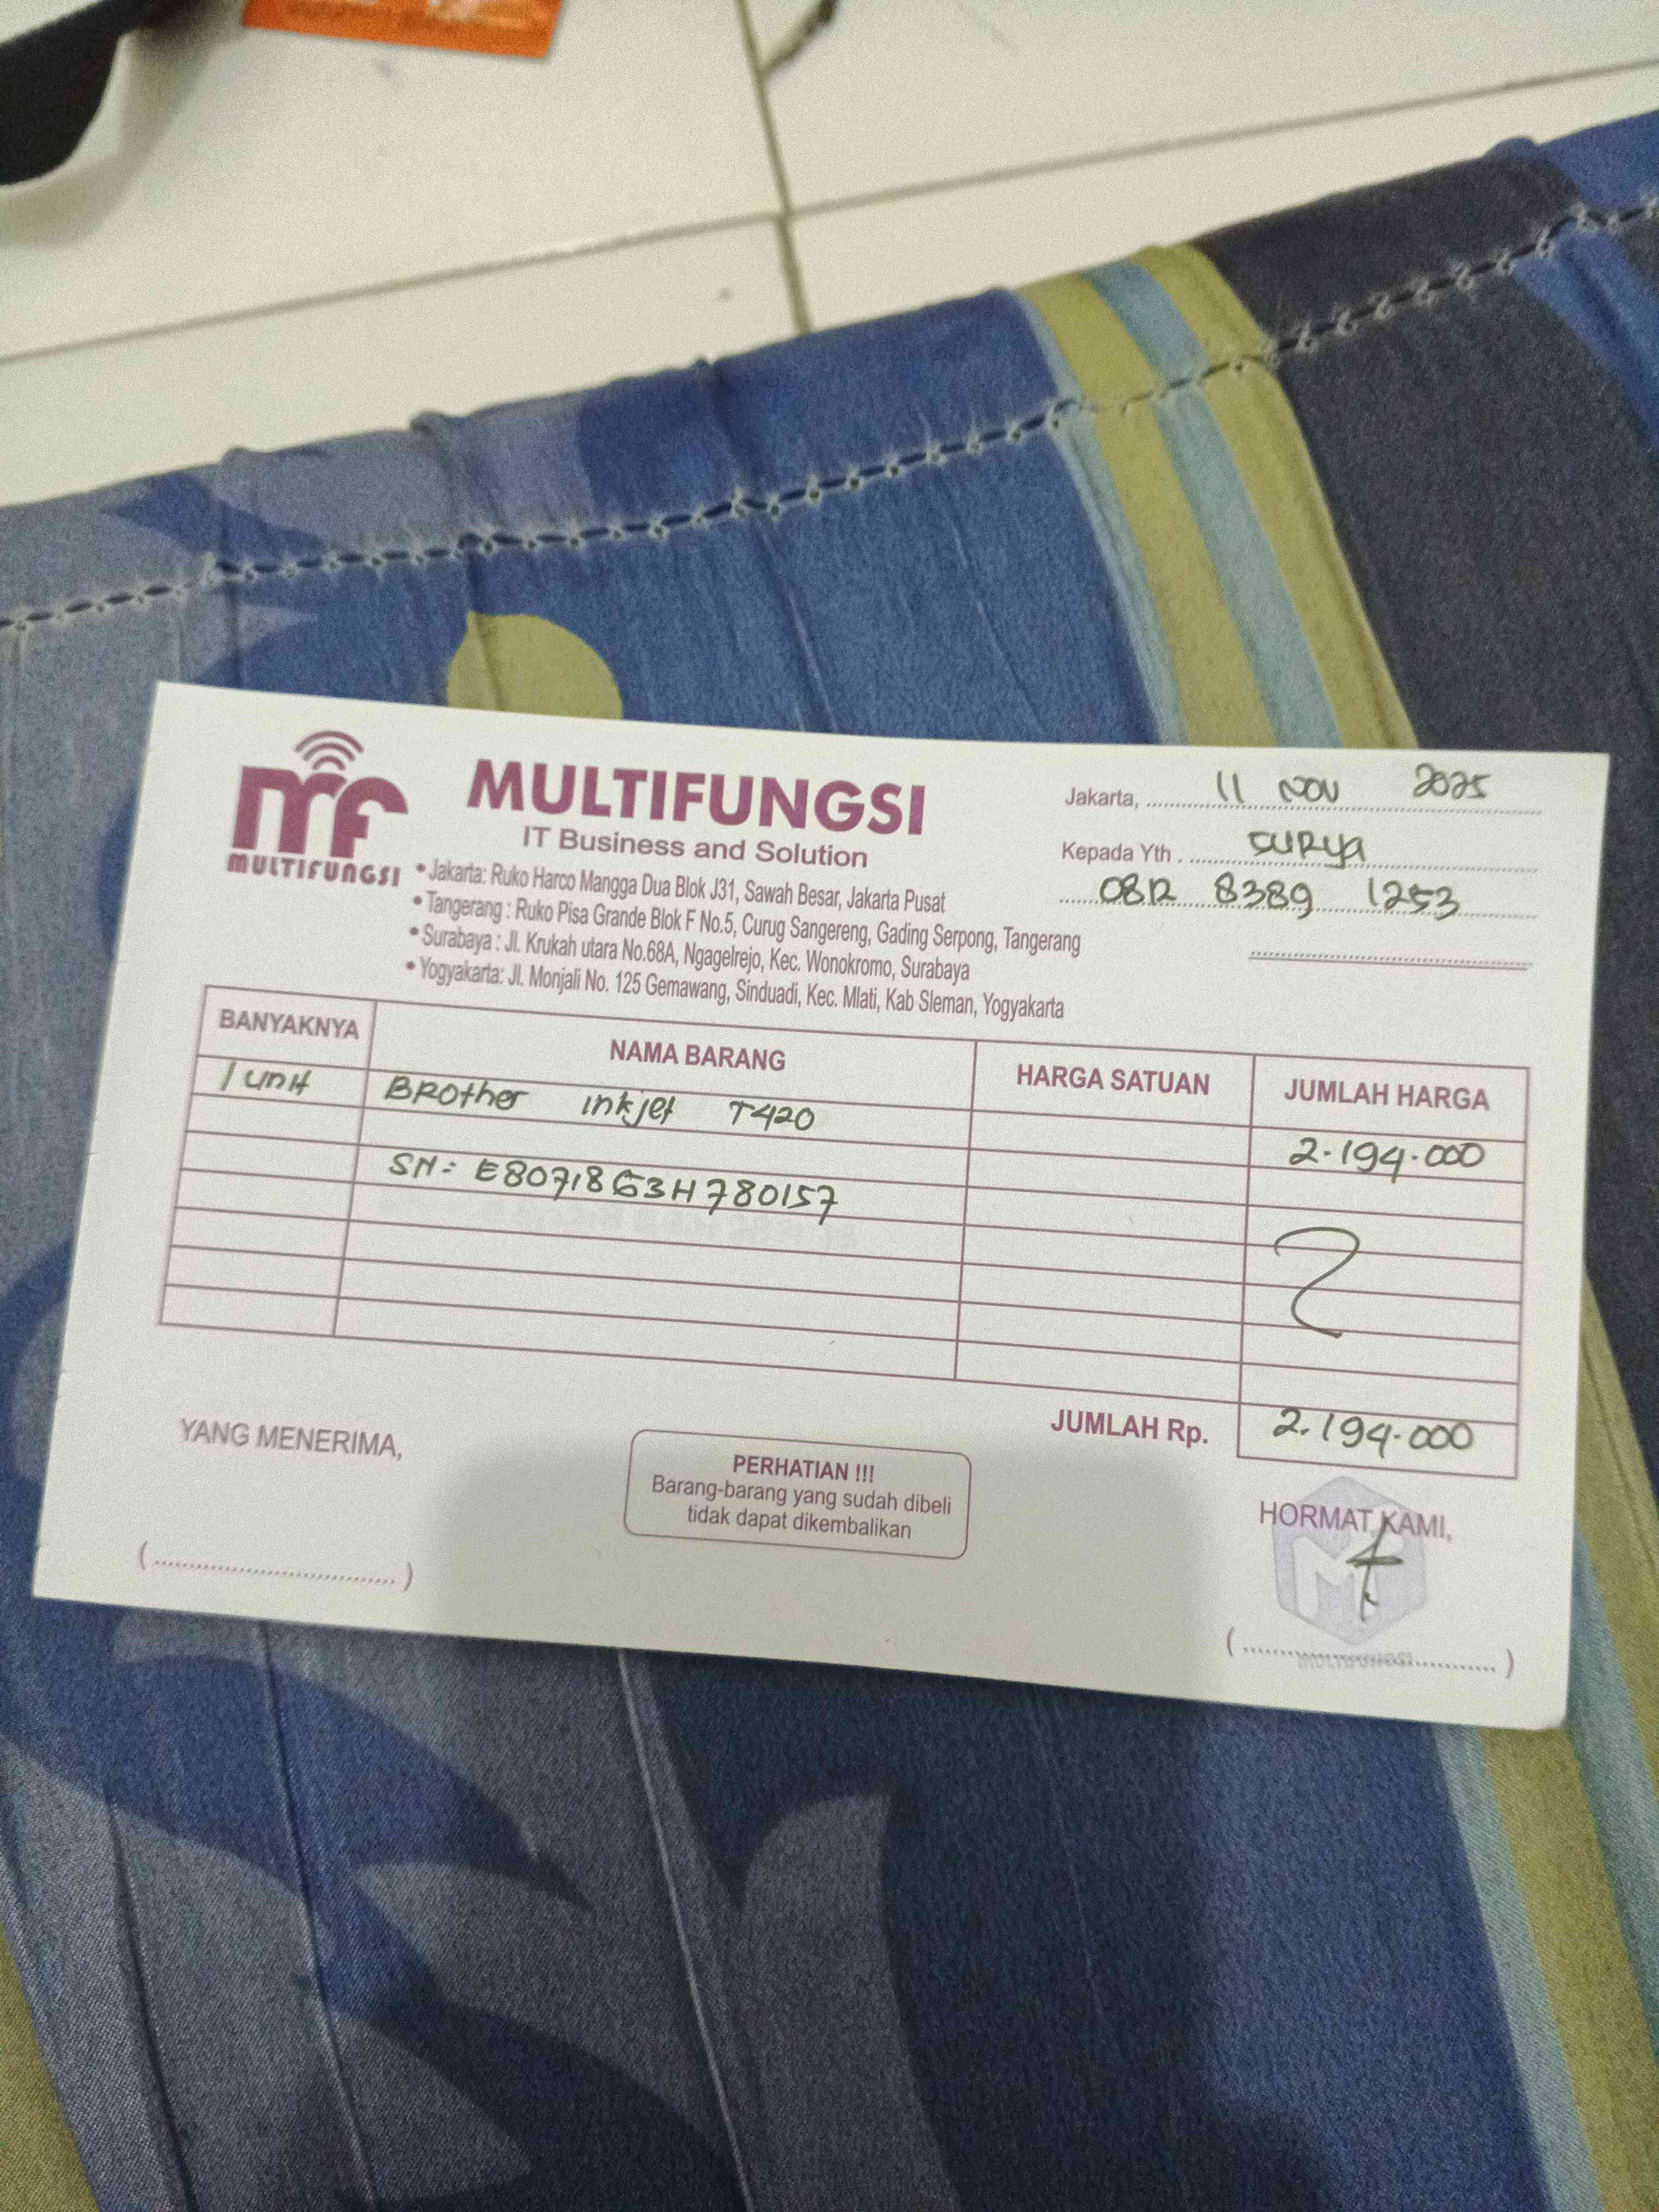 MULTIFUNGSI
MULTIFUNGSI
IT Business and Solution
• Jakarta: Ruko Harco Mangga Dua Blok J31, Sawah Besar, Jakarta Pusat
• Tangerang : Ruko Pisa Grande Blok F No.5, Curug Sangereng, Gading Serpong, Tangerang
• Surabaya : Jl. Krukah utara No.68A, Ngagelrejo, Kec. Wonokromo, Surabaya
• Yogyakarta: Jl. Monjali No. 125 Gemawang, Sinduadi, Kec. Mlati, Kab Sleman, Yogyakarta
Jakarta, 11 NOV 2025
Kepada Yth . SURYA
0812 8389 1253
BANYAKNYA NAMA BARANG HARGA SATUAN JUMLAH HARGA
1 unit BROther inkjet T420 2.194.000
SN: E80718G3H780157
JUMLAH Rp. 2.194.000
YANG MENERIMA,
PERHATIAN !!!
Barang-barang yang sudah dibeli
tidak dapat dikembalikan
HORMAT KAMI,
MULTIFUNGSI